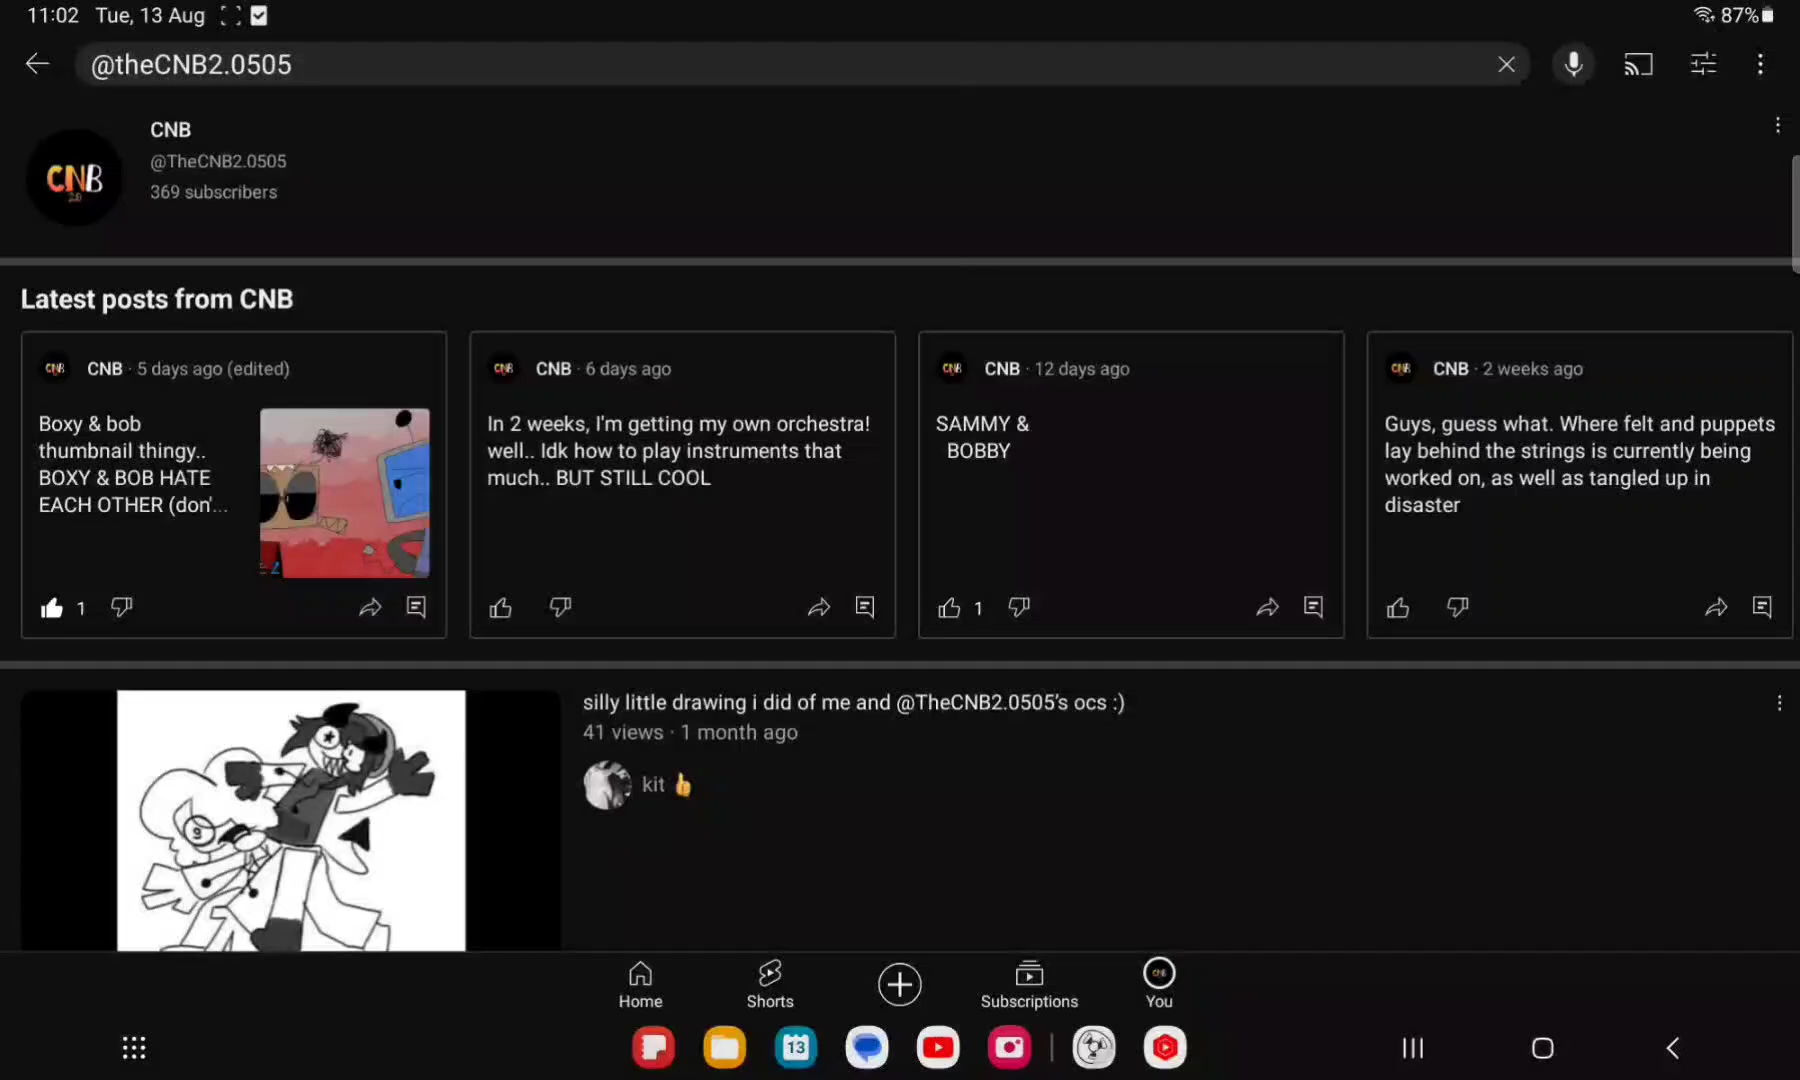 11:02 Tue, 13 Aug
87%
@theCNB2.0505
CNB
2.0
CNB
@TheCNB2.0505
369 subscribers
Latest posts from CNB
CNB · 5 days ago (edited)
Boxy & bob
thumbnail thingy..
BOXY & BOB HATE
EACH OTHER (don'...
1
CNB · 6 days ago
In 2 weeks, I'm getting my own orchestra!
well.. Idk how to play instruments that
much.. BUT STILL COOL
CNB · 12 days ago
SAMMY &
BOBBY
1
CNB · 2 weeks ago
Guys, guess what. Where felt and puppets
lay behind the strings is currently being
worked on, as well as tangled up in
disaster
silly little drawing i did of me and @TheCNB2.0505's ocs :)
41 views · 1 month ago
kit 👍
Home
Shorts
Subscriptions
You
13